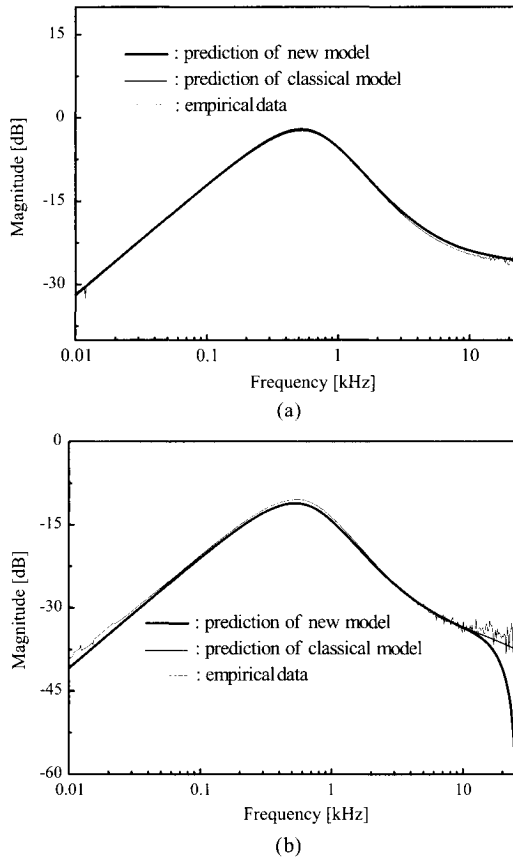 15
0
-15
-30
Magnitude [dB]
: prediction of new model
: prediction of classical model
: empirical data
0.01
0.1
1
10
Frequency [kHz]
(a)
0
-15
-30
-45
-60
Magnitude [dB]
: prediction of new model
: prediction of classical model
: empirical data
0.01
0.1
1
10
Frequency [kHz]
(b)